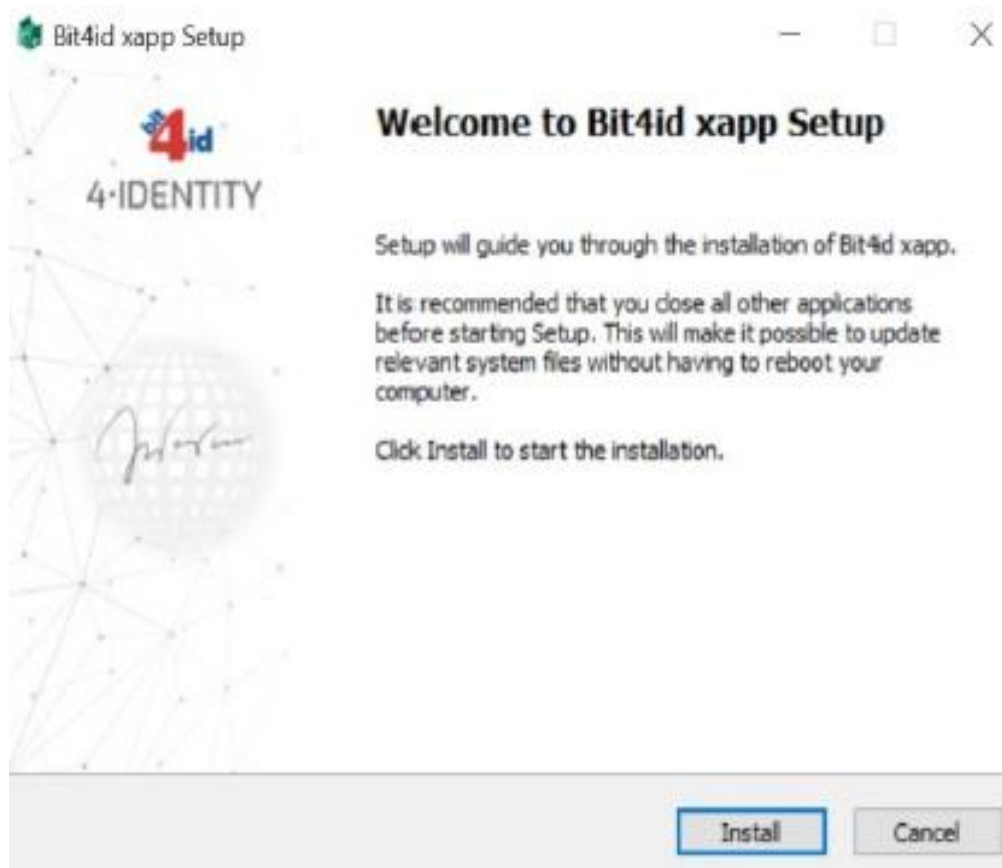 Bit4id xapp Setup
bit4id
4·IDENTITY
Welcome to Bit4id xapp Setup
Setup will guide you through the installation of Bit4id xapp.
It is recommended that you close all other applications
before starting Setup. This will make it possible to update
relevant system files without having to reboot your
computer.
Click Install to start the installation.
Install
Cancel